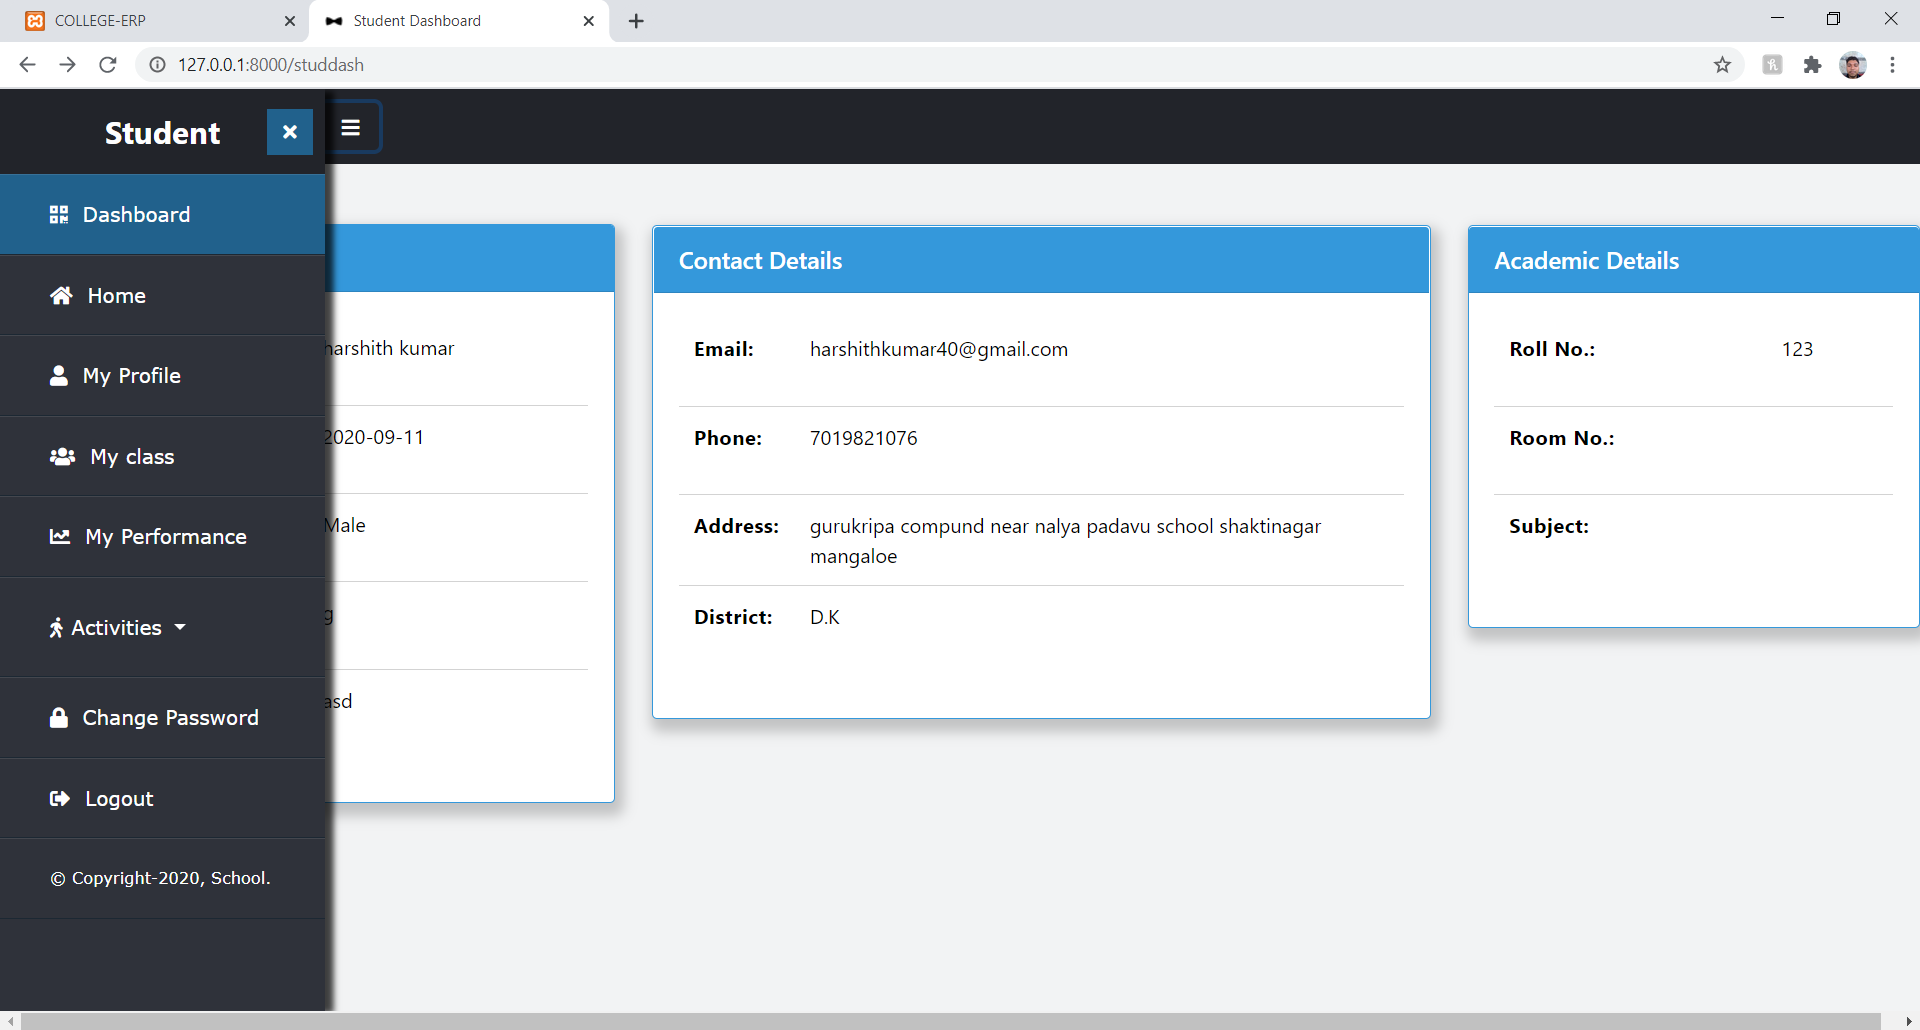 COLLEGE-ERP
Student Dashboard
127.0.0.1:8000/studdash
Student
Dashboard
Home
My Profile
My class
My Performance
Activities
Change Password
Logout
© Copyright-2020, School.
harshith kumar
2020-09-11
Male
g
asd
Contact Details
Email: harshithkumar40@gmail.com
Phone: 7019821076
Address: gurukripa compund near nalya padavu school shaktinagar
mangaloe
District: D.K
Academic Details
Roll No.: 123
Room No.:
Subject: